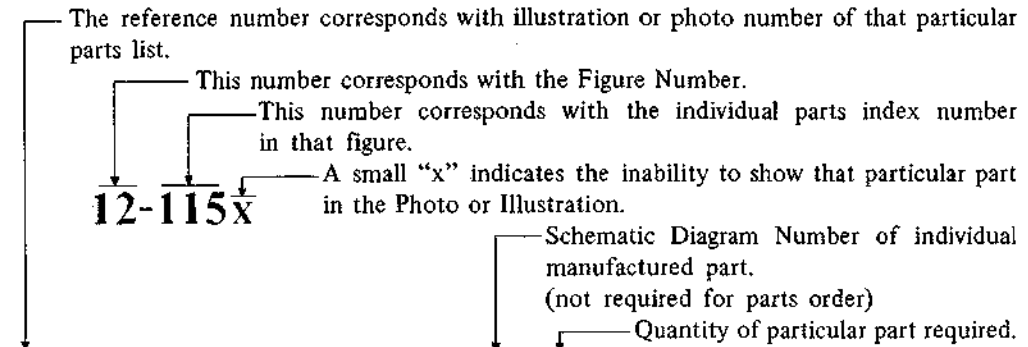 The reference number corresponds with illustration or photo number of that particular
parts list.
This number corresponds with the Figure Number.
This number corresponds with the individual parts index number
in that figure.
A small “x” indicates the inability to show that particular part
in the Photo or Illustration.
12-115x
Schematic Diagram Number of individual
manufactured part.
(not required for parts order)
Quantity of particular part required.